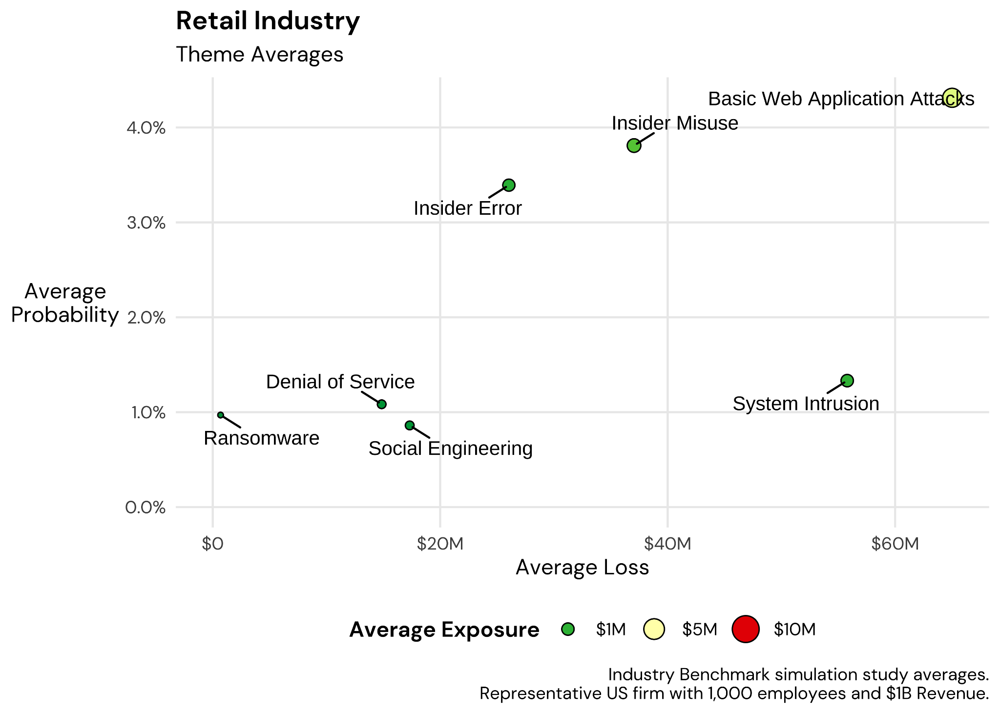 Retail Industry
Theme Averages
Basic Web Application Attacks
Insider Misuse
4.0%
Insider Error
3.0%
Average
Probability
2.0%
Denial of Service
System Intrusion
1.0%
Ransomware
Social Engineering
0.0%
$0 $20M $40M $60M
Average Loss
Average Exposure $1M $5M $10M
Industry Benchmark simulation study averages.
Representative US firm with 1,000 employees and $1B Revenue.